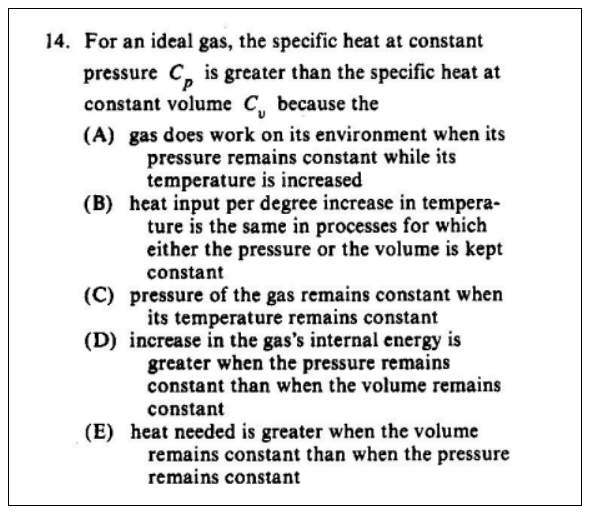 14. For an ideal gas, the specific heat at constant
pressure Cp is greater than the specific heat at
constant volume Cv because the
(A) gas does work on its environment when its
pressure remains constant while its
temperature is increased
(B) heat input per degree increase in tempera-
ture is the same in processes for which
either the pressure or the volume is kept
constant
(C) pressure of the gas remains constant when
its temperature remains constant
(D) increase in the gas's internal energy is
greater when the pressure remains
constant than when the volume remains
constant
(E) heat needed is greater when the volume
remains constant than when the pressure
remains constant